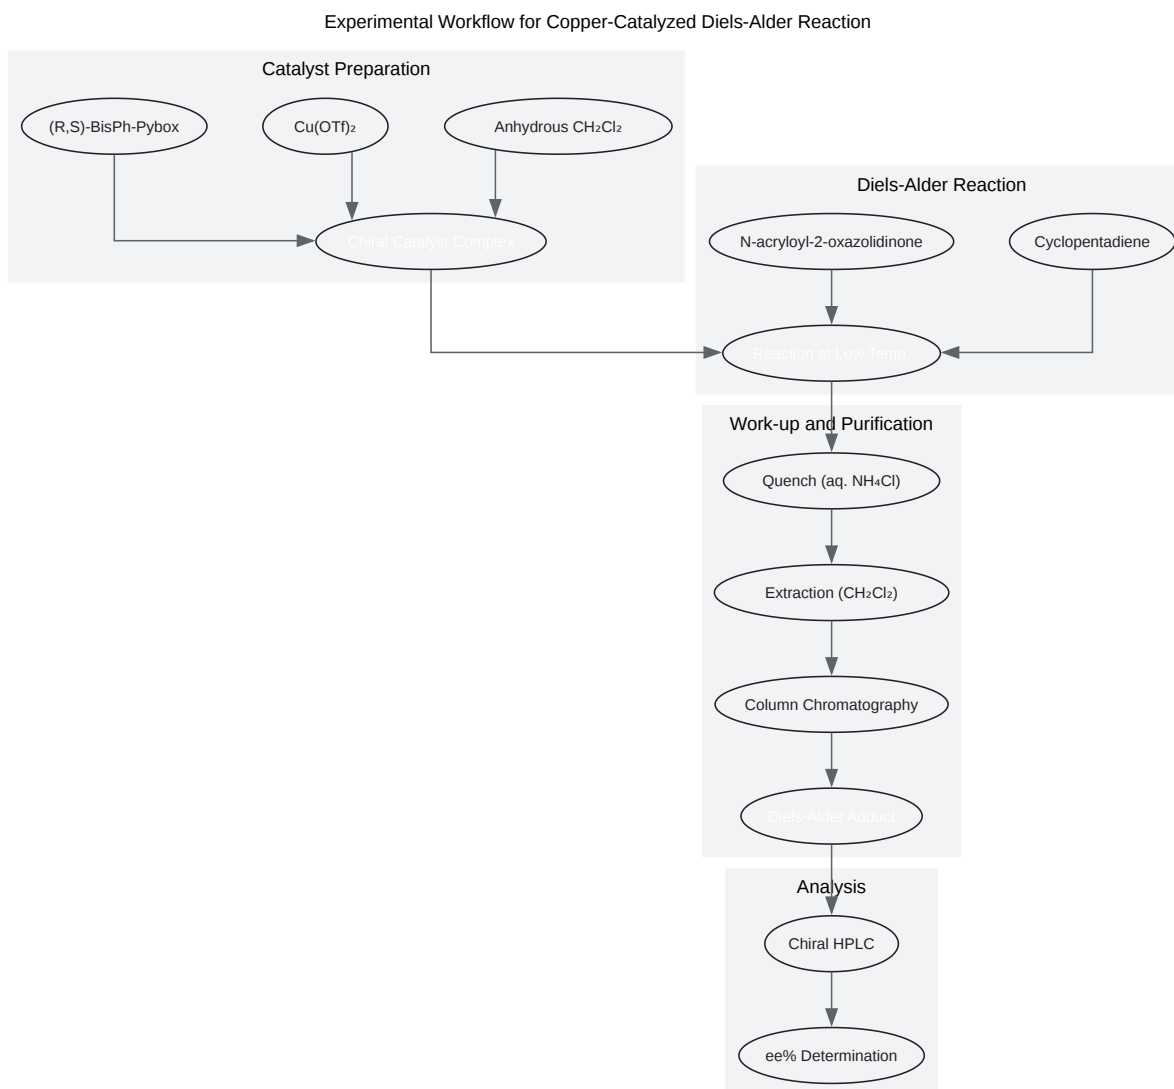 Experimental Workflow for Copper-Catalyzed Diels-Alder Reaction
Catalyst Preparation
(R,S)-BisPh-Pybox
Cu(OTf)₂
Anhydrous CH₂Cl₂
Chiral Catalyst Complex
Diels-Alder Reaction
N-acryloyl-2-oxazolidinone
Cyclopentadiene
Reaction at Low Temp.
Work-up and Purification
Quench (aq. NH₄Cl)
Extraction (CH₂Cl₂)
Column Chromatography
Diels-Alder Adduct
Analysis
Chiral HPLC
ee% Determination